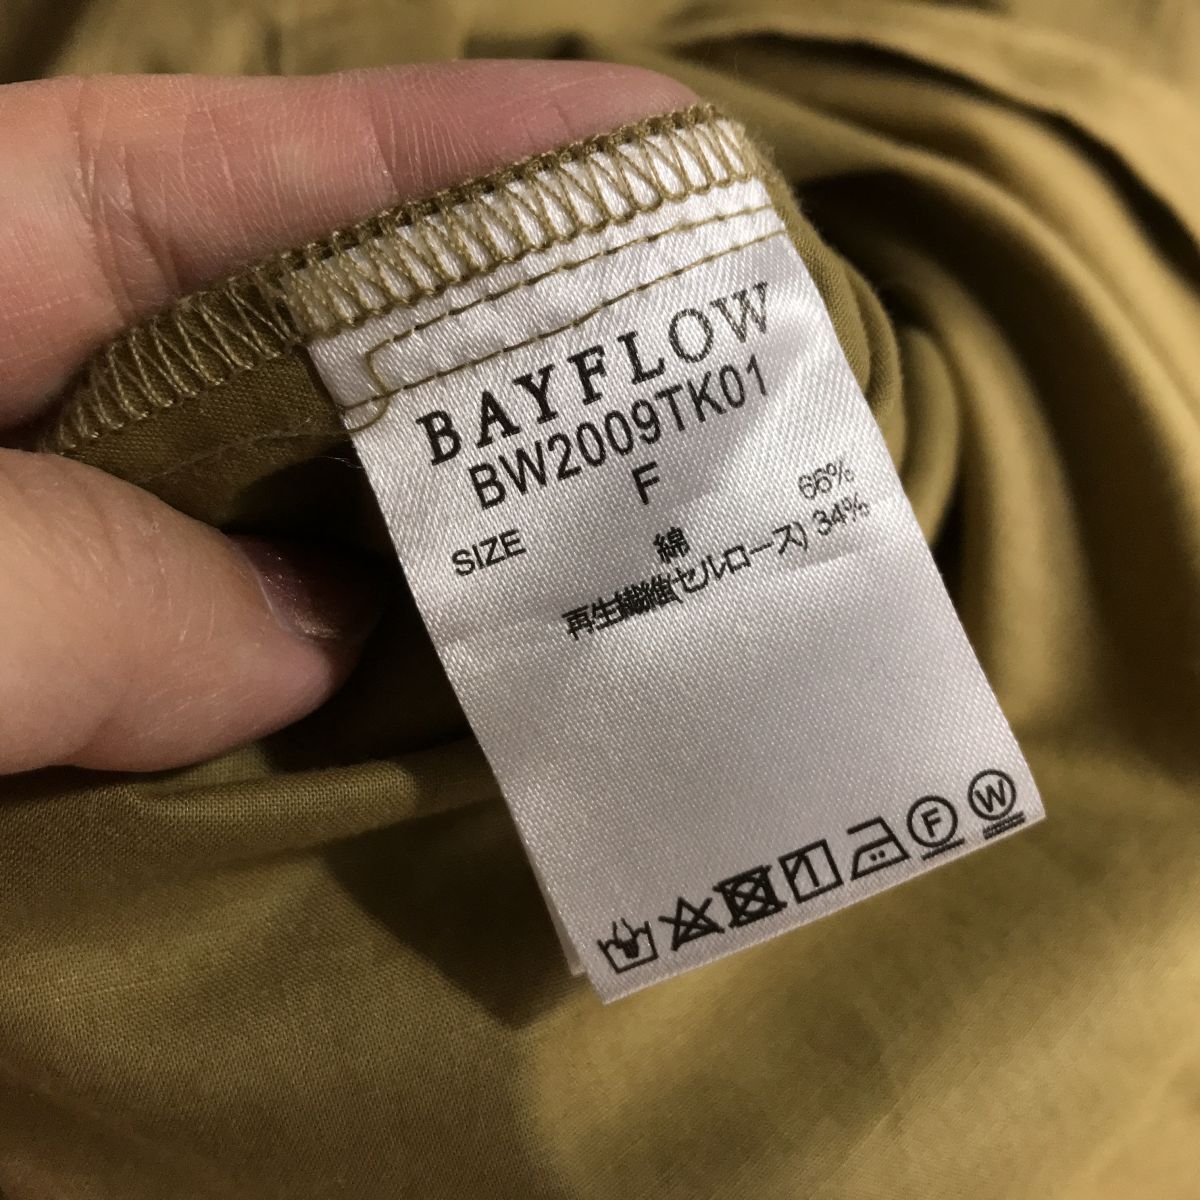 BAYFLOW
BW2009TK01
SIZE F
綿 66%
再生繊維(セルロース) 34%
F W